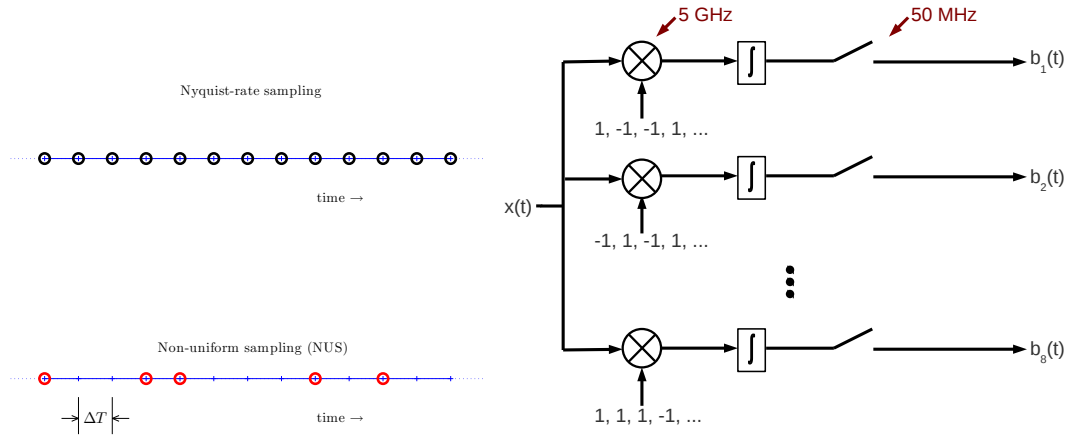 Nyquist-rate sampling
time →
Non-uniform sampling (NUS)
ΔT
time →
5 GHz
50 MHz
x(t)
1, -1, -1, 1, ...
∫
b₁(t)
-1, 1, -1, 1, ...
∫
b₂(t)
1, 1, 1, -1, ...
∫
b₈(t)